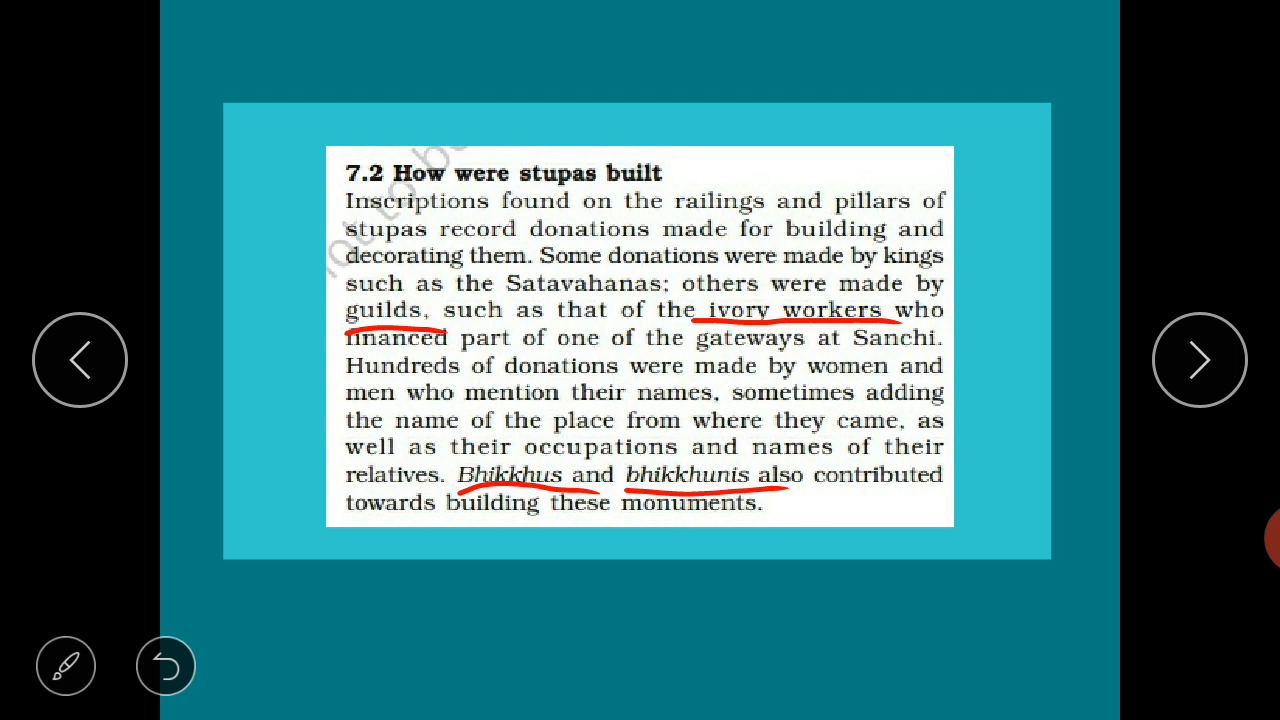 7.2 How were stupas built
Inscriptions found on the railings and pillars of
stupas record donations made for building and
decorating them. Some donations were made by kings
such as the Satavahanas; others were made by
guilds, such as that of the ivory workers who
financed part of one of the gateways at Sanchi.
Hundreds of donations were made by women and
men who mention their names, sometimes adding
the name of the place from where they came, as
well as their occupations and names of their
relatives. Bhikkhus and bhikkhunis also contributed
towards building these monuments.